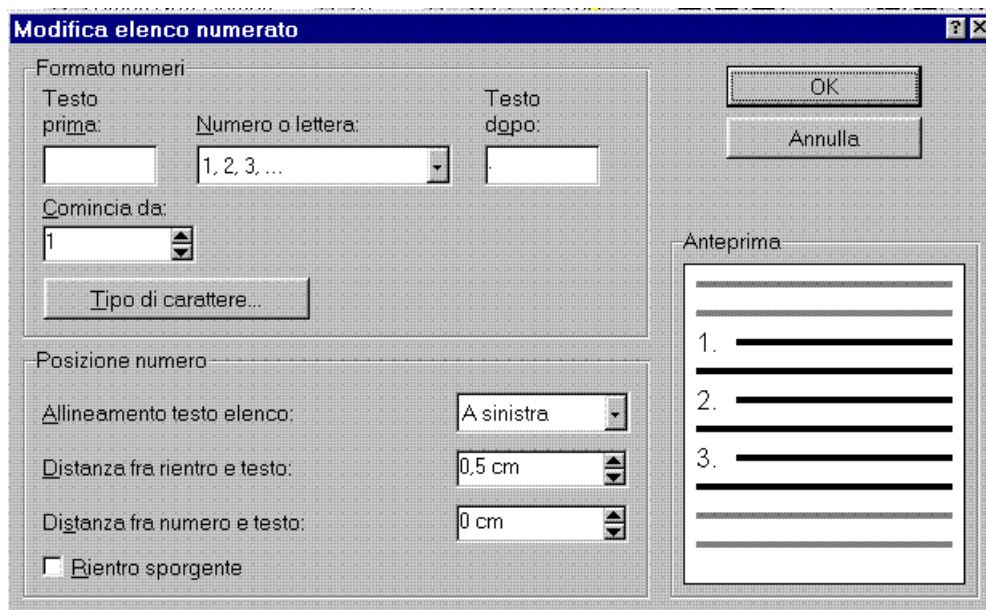 Modifica elenco numerato
Formato numeri
Testo
prima:
Numero o lettera:
Testo
dopo:
1, 2, 3, ...
.
Comincia da:
1
Tipo di carattere...
OK
Annulla
Anteprima
1.
2.
3.
Posizione numero
Allineamento testo elenco:
A sinistra
Distanza fra rientro e testo:
0,5 cm
Distanza fra numero e testo:
0 cm
Rientro sporgente